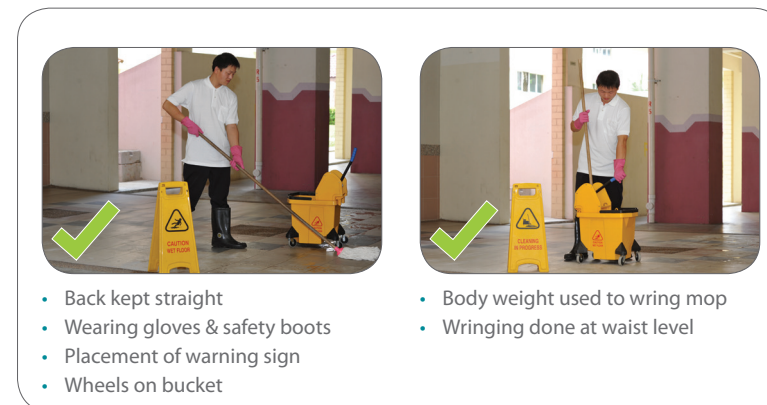 CAUTION
WET FLOOR
CLEANING
IN PROGRESS
• Back kept straight
• Wearing gloves & safety boots
• Placement of warning sign
• Wheels on bucket
• Body weight used to wring mop
• Wringing done at waist level